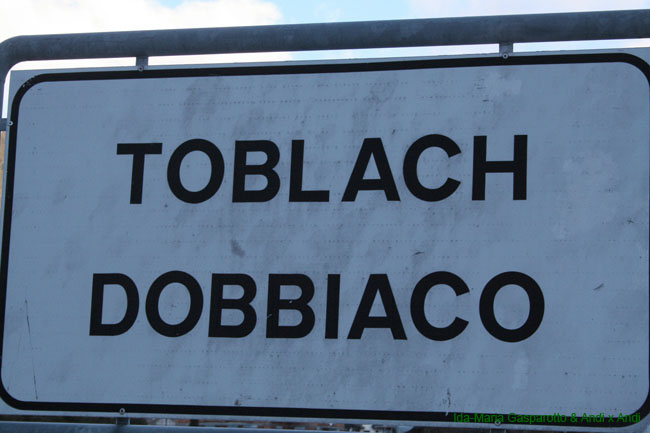 TOBLACH
DOBBIACO
Ida-Maria Gasparotto & Andi x Andi